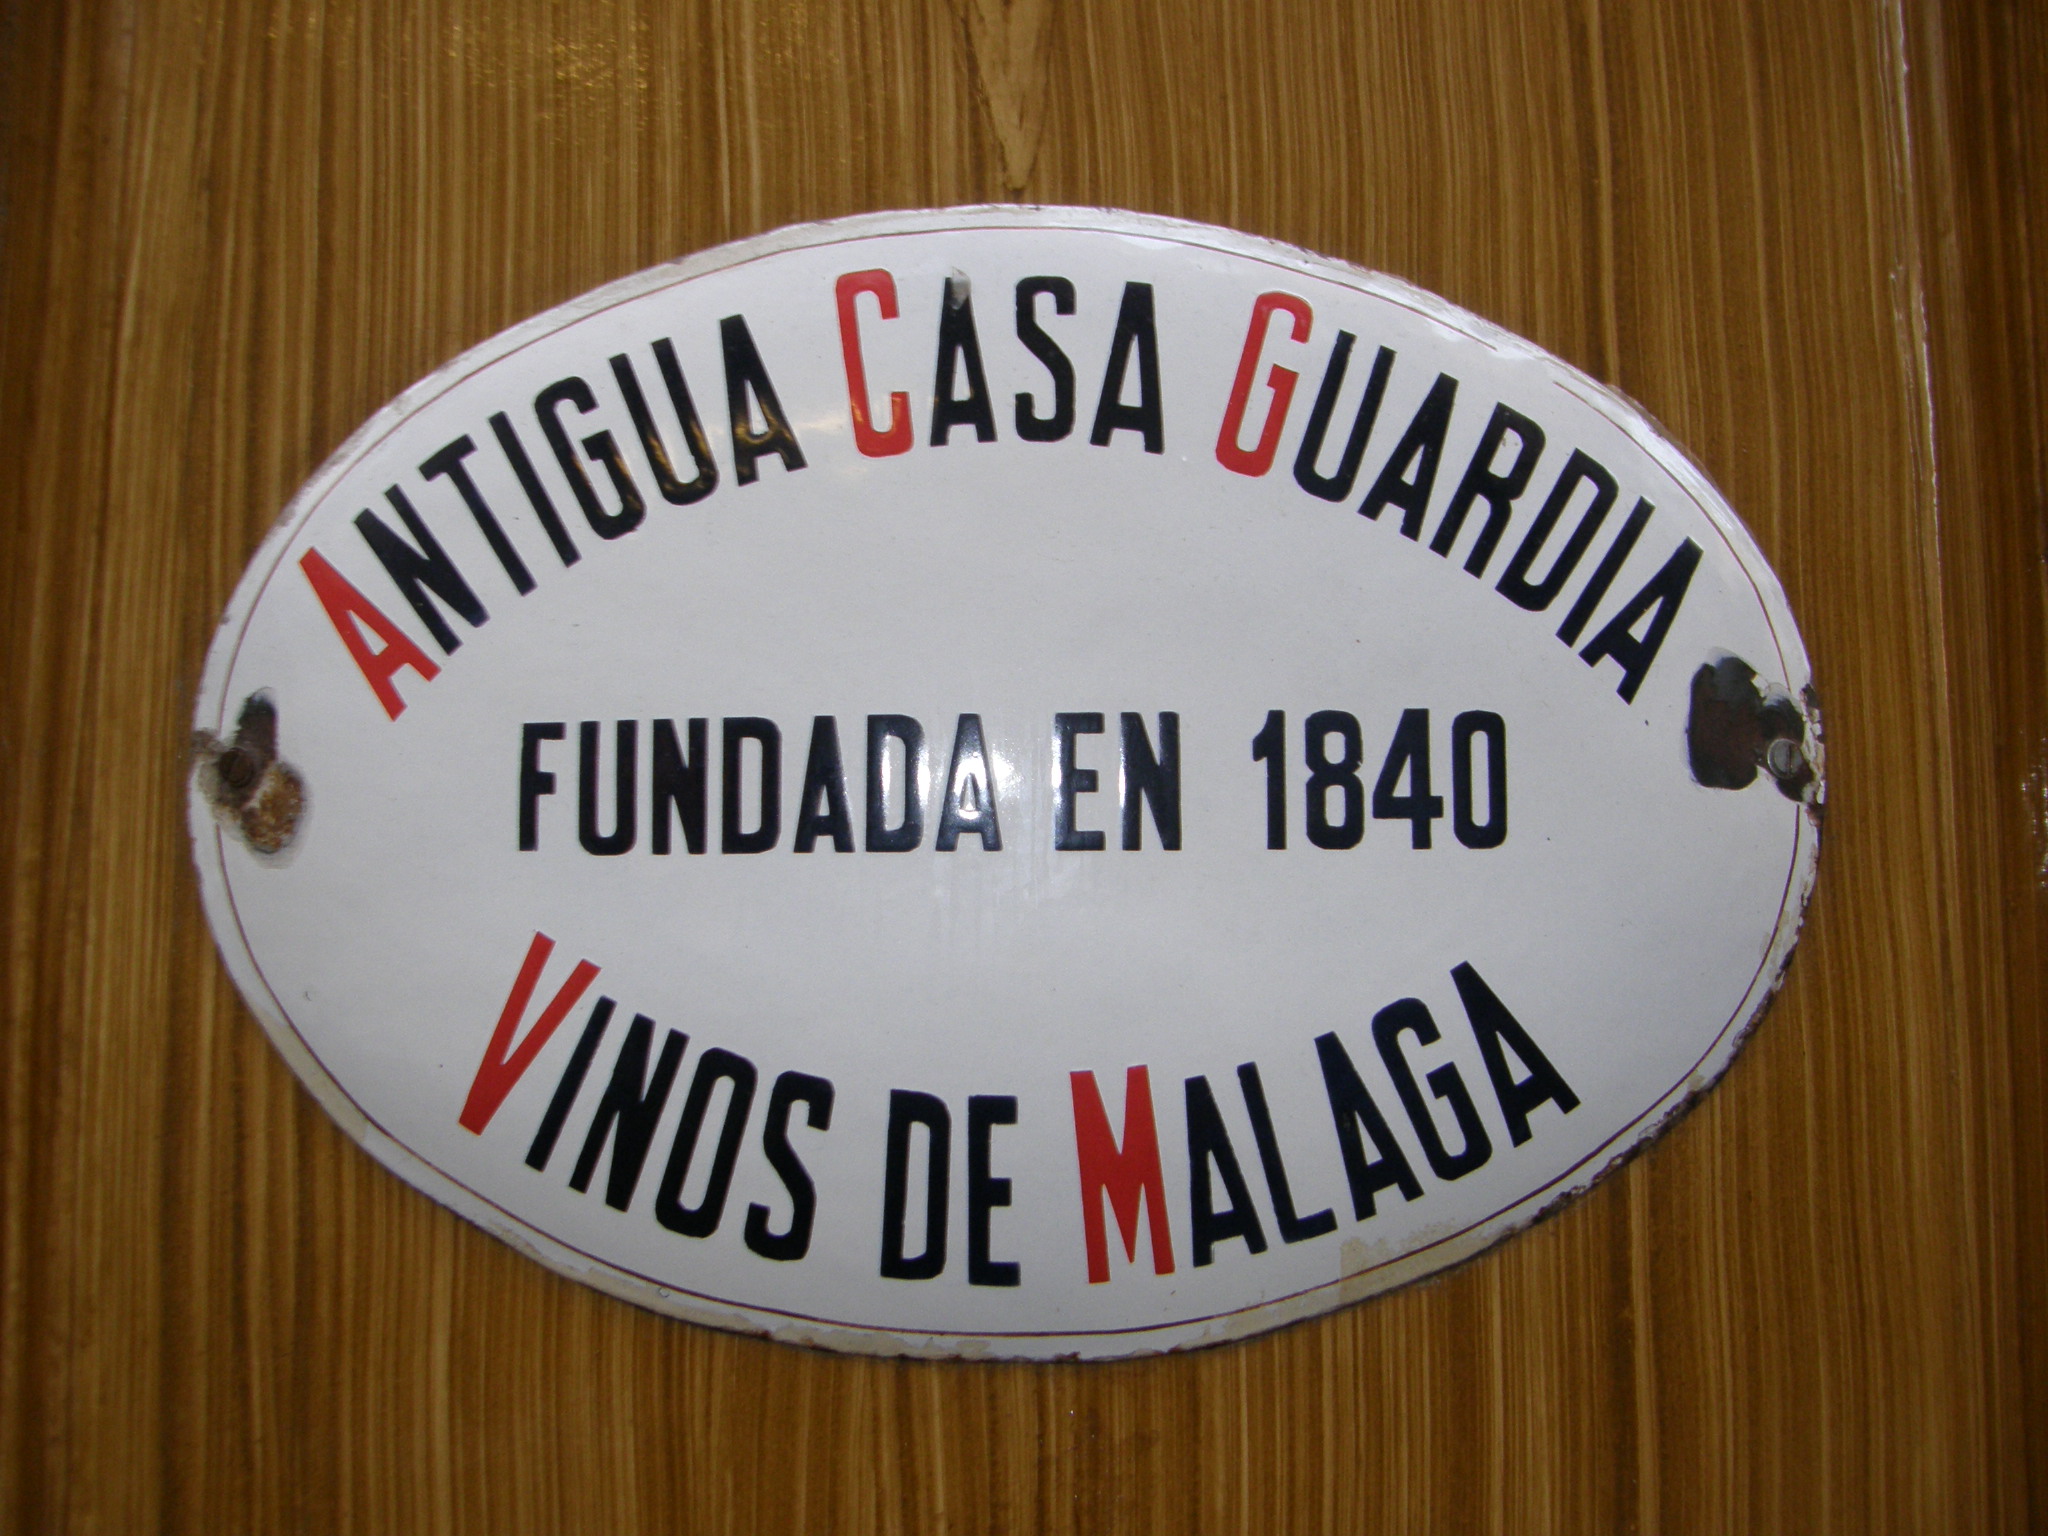 ANTIGUA CASA GUARDIA
FUNDADA EN 1840
VINOS DE MALAGA